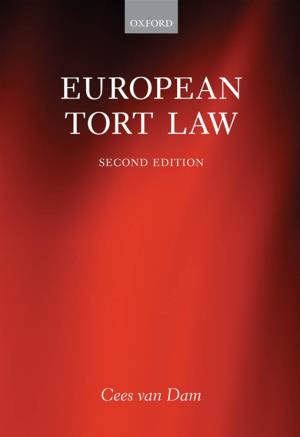 OXFORD
EUROPEAN
TORT LAW
SECOND EDITION
Cees van Dam